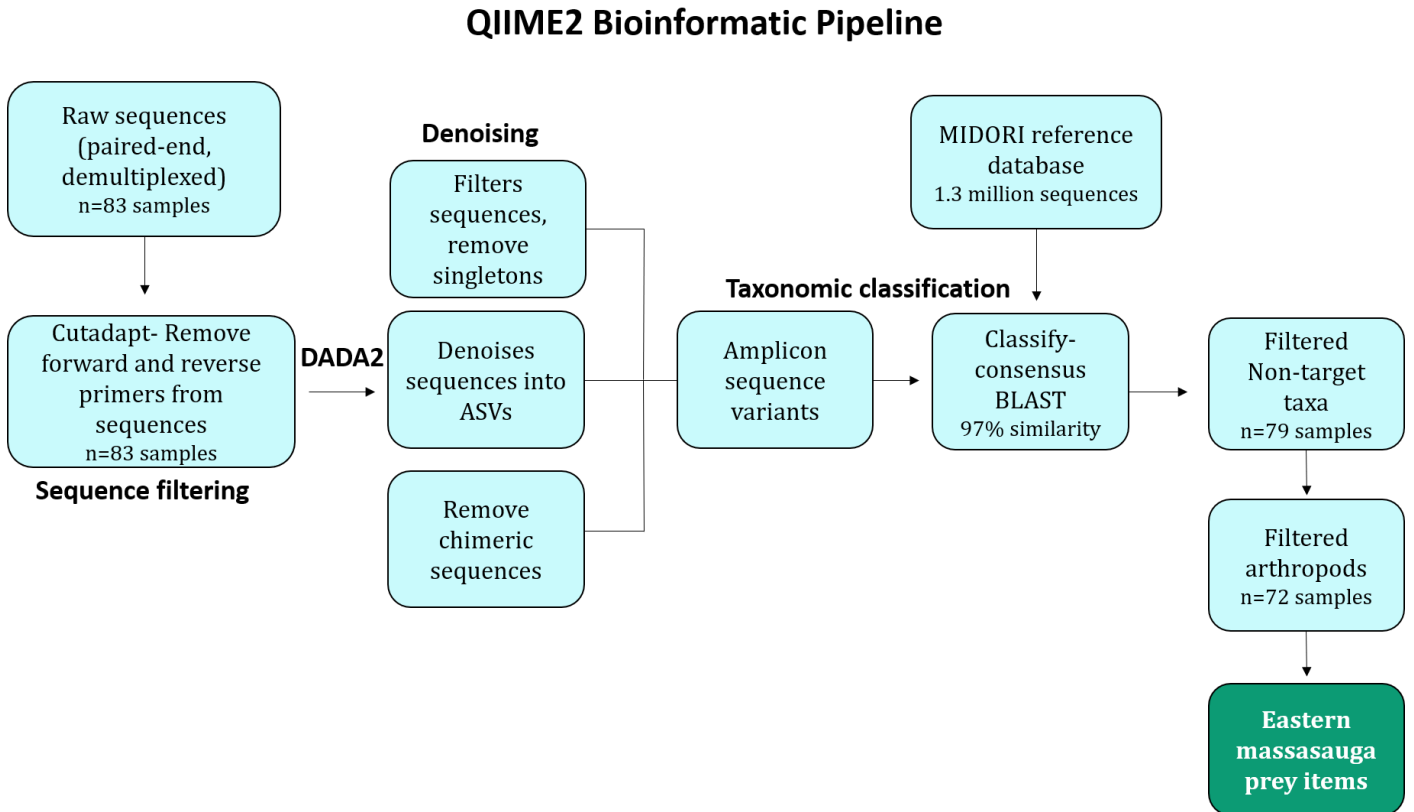 QIIME2 Bioinformatic Pipeline
Raw sequences
(paired-end,
demultiplexed)
n=83 samples
Cutadapt- Remove
forward and reverse
primers from
sequences
n=83 samples
Sequence filtering
DADA2
Denoising
Filters
sequences,
remove
singletons
Denoises
sequences into
ASVs
Remove
chimeric
sequences
Amplicon
sequence
variants
Taxonomic classification
MIDORI reference
database
1.3 million sequences
Classify-
consensus
BLAST
97% similarity
Filtered
Non-target
taxa
n=79 samples
Filtered
arthropods
n=72 samples
Eastern
massasauga
prey items